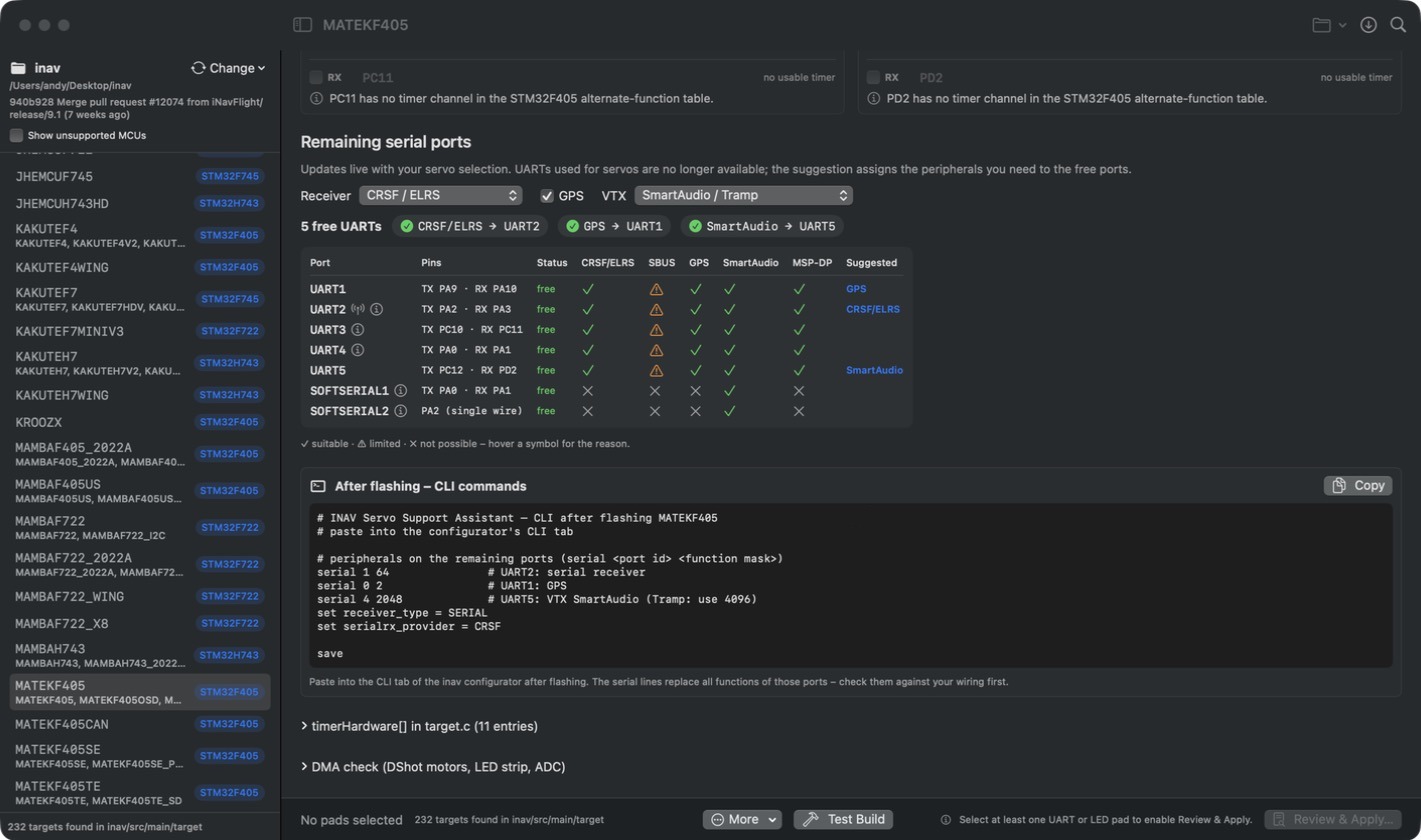 MATEKF405
inav
Change
/Users/andy/Desktop/inav
940b928 Merge pull request #12074 from iNavFlight/
release/9.1 (7 weeks ago)
Show unsupported MCUs
JHEMCUF745 STM32F745
JHEMCUH743HD STM32H743
KAKUTEF4 STM32F405
KAKUTEF4, KAKUTEF4V2, KAKUT…
KAKUTEF4WING STM32F405
KAKUTEF7 STM32F745
KAKUTEF7, KAKUTEF7HDV, KAKU…
KAKUTEF7MINIV3 STM32F722
KAKUTEH7 STM32H743
KAKUTEH7, KAKUTEH7V2, KAKU…
KAKUTEH7WING STM32H743
KROOZX STM32F405
MAMBAF405_2022A STM32F405
MAMBAF405_2022A, MAMBAF40…
MAMBAF405US STM32F405
MAMBAF405US, MAMBAF405US…
MAMBAF722 STM32F722
MAMBAF722, MAMBAF722_I2C
MAMBAF722_2022A STM32F722
MAMBAF722_2022A, MAMBAF72…
MAMBAF722_WING STM32F722
MAMBAF722_X8 STM32F722
MAMBAH743 STM32H743
MAMBAH743, MAMBAH743_2022…
MATEKF405 STM32F405
MATEKF405, MATEKF405OSD, M…
MATEKF405CAN STM32F405
MATEKF405SE STM32F405
MATEKF405SE, MATEKF405SE_P…
MATEKF405TE STM32F405
MATEKF405TE, MATEKF405TE_SD
232 targets found in inav/src/main/target
RX PC11 no usable timer
PC11 has no timer channel in the STM32F405 alternate-function table.
RX PD2 no usable timer
PD2 has no timer channel in the STM32F405 alternate-function table.
Remaining serial ports
Updates live with your servo selection. UARTs used for servos are no longer available; the suggestion assigns the peripherals you need to the free ports.
Receiver CRSF / ELRS GPS VTX SmartAudio / Tramp
5 free UARTs CRSF/ELRS → UART2 GPS → UART1 SmartAudio → UART5
Port Pins Status CRSF/ELRS SBUS GPS SmartAudio MSP-DP Suggested
UART1 TX PA9 · RX PA10 free ✓ ⚠ ✓ ✓ ✓ GPS
UART2 TX PA2 · RX PA3 free ✓ ⚠ ✓ ✓ ✓ CRSF/ELRS
UART3 TX PC10 · RX PC11 free ✓ ⚠ ✓ ✓ ✓
UART4 TX PA0 · RX PA1 free ✓ ⚠ ✓ ✓ ✓
UART5 TX PC12 · RX PD2 free ✓ ⚠ ✓ ✓ ✓ SmartAudio
SOFTSERIAL1 TX PA0 · RX PA1 free ✕ ✕ ✕ ✓ ✕
SOFTSERIAL2 PA2 (single wire) free ✕ ✕ ✕ ✓ ✕
✓ suitable · ⚠ limited · ✕ not possible – hover a symbol for the reason.
After flashing – CLI commands
Copy
# INAV Servo Support Assistant – CLI after flashing MATEKF405
# paste into the configurator's CLI tab
# peripherals on the remaining ports (serial <port id> <function mask>)
serial 1 64 # UART2: serial receiver
serial 0 2 # UART1: GPS
serial 4 2048 # UART5: VTX SmartAudio (Tramp: use 4096)
set receiver_type = SERIAL
set serialrx_provider = CRSF
save
Paste into the CLI tab of the inav configurator after flashing. The serial lines replace all functions of those ports – check them against your wiring first.
timerHardware[] in target.c (11 entries)
DMA check (DShot motors, LED strip, ADC)
No pads selected 232 targets found in inav/src/main/target
More
Test Build
Select at least one UART or LED pad to enable Review & Apply.
Review & Apply…